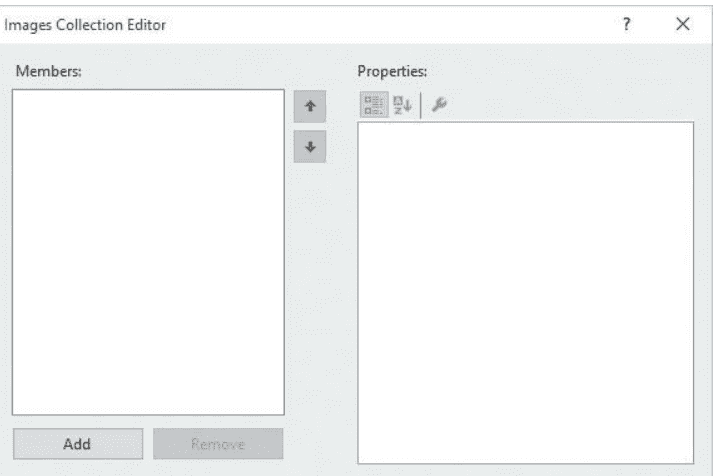 Images Collection Editor
?
Members:
Properties:
Add
Remove